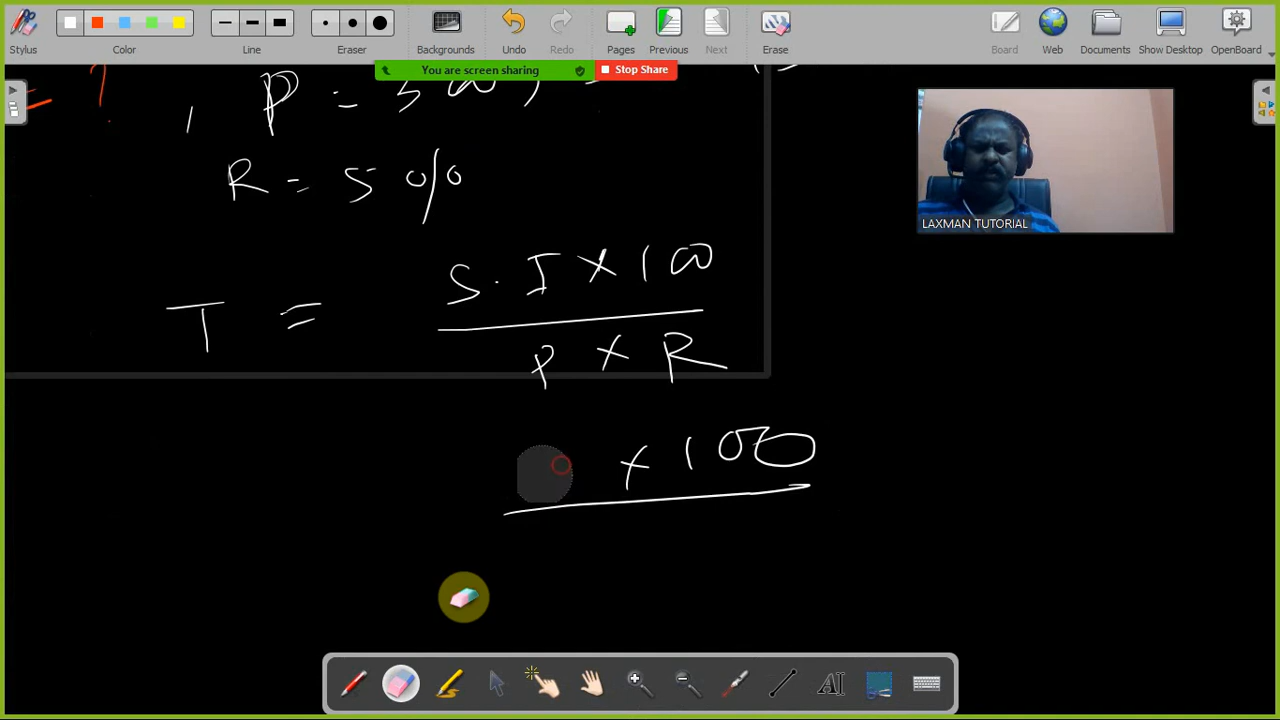 Stylus Color Line Eraser Backgrounds Undo Redo Pages Previous Next Erase Board Web Documents Show Desktop OpenBoard
You are screen sharing Stop Share
= ? , P = 500,
R = 5 %
LAXMAN TUTORIAL
T = S.I × 100
P × R
× 100
AI